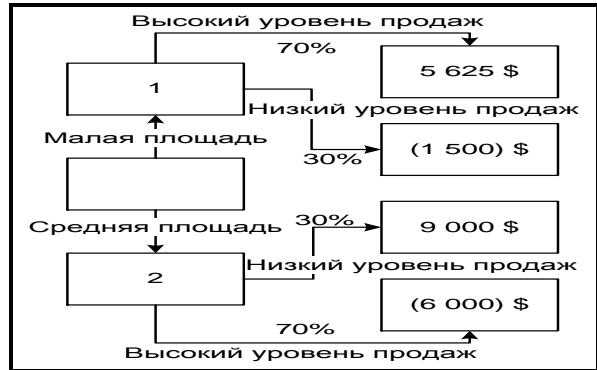 Высокий уровень продаж
70%
5 625 $
1
Низкий уровень продаж
Малая площадь
30%
(1 500) $
Средняя площадь
30%
9 000 $
2
Низкий уровень продаж
(6 000) $
70%
Высокий уровень продаж